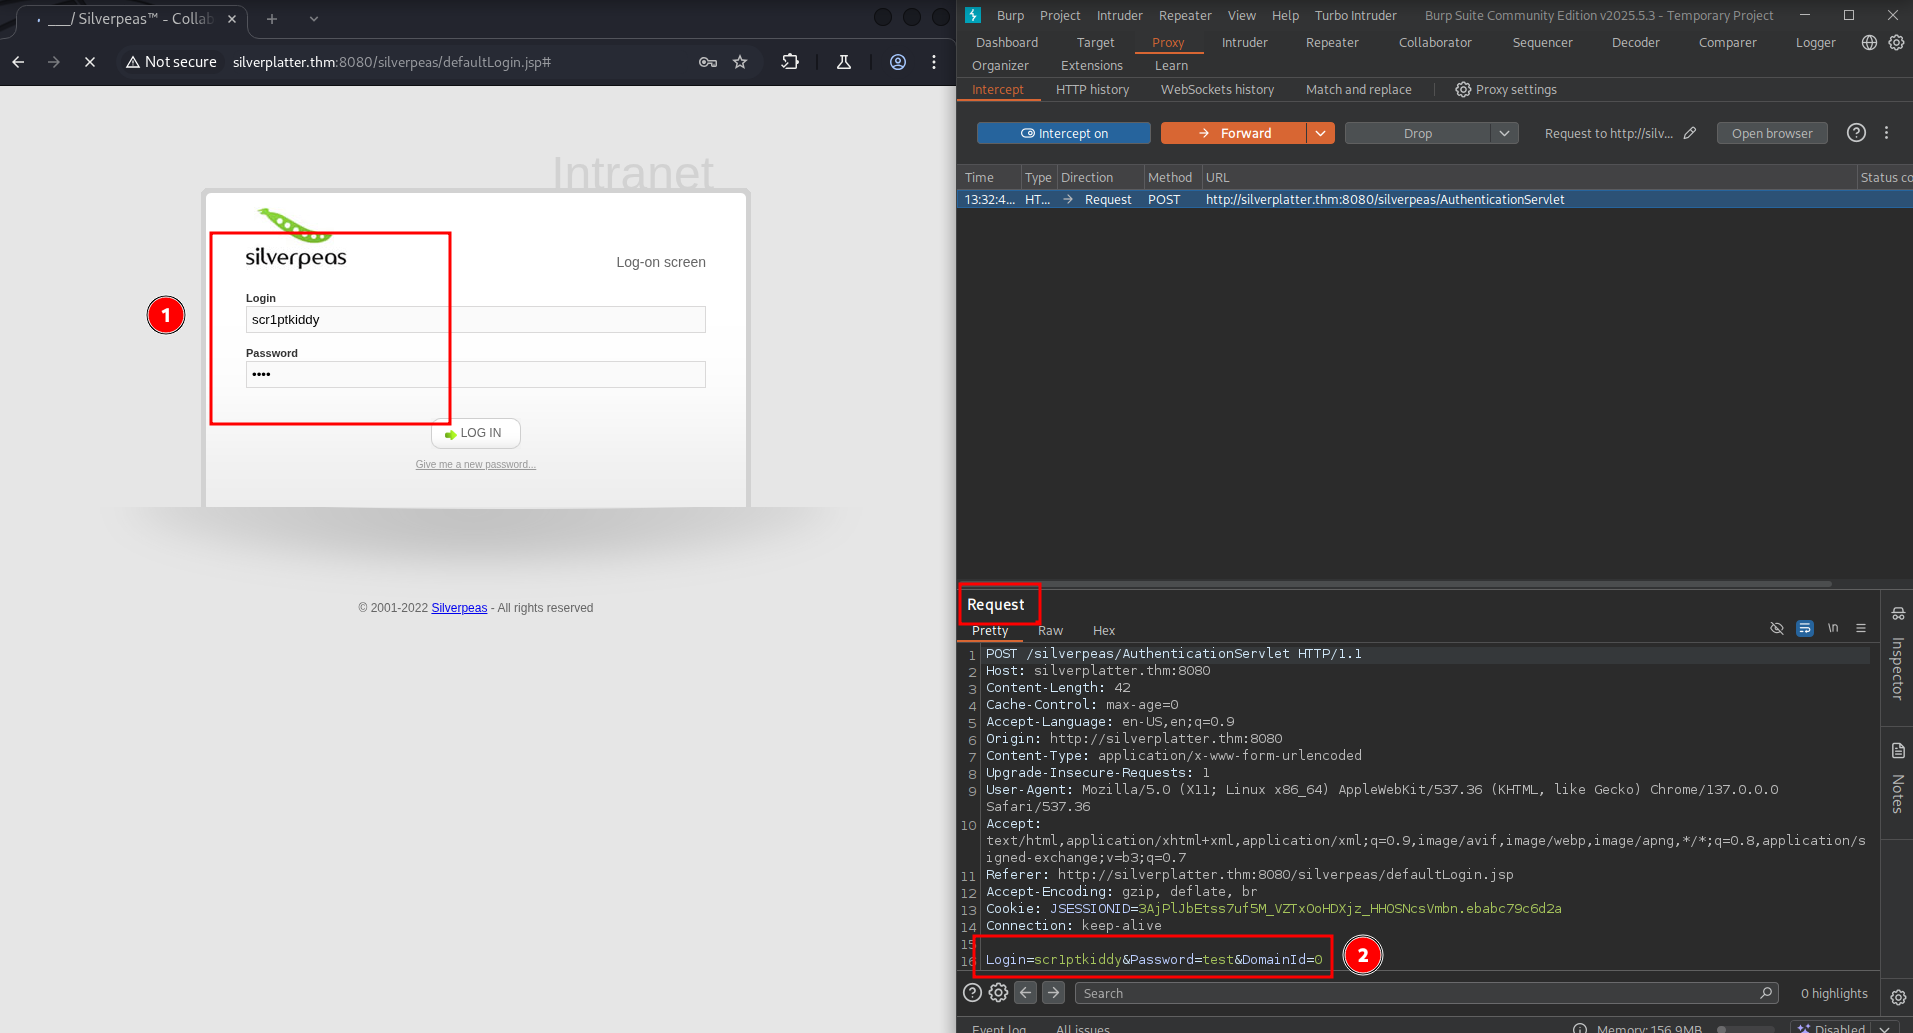 ___/ Silverpeas™ - Collab
Not secure silverplatter.thm:8080/silverpeas/defaultLogin.jsp#
Intranet
silverpeas
Log-on screen
Login
scr1ptkiddy
1
Password
••••
LOG IN
Give me a new password...
© 2001-2022 Silverpeas - All rights reserved
Burp Project Intruder Repeater View Help Turbo Intruder Burp Suite Community Edition v2025.5.3 - Temporary Project
Dashboard Target Proxy Intruder Repeater Collaborator Sequencer Decoder Comparer Logger
Organizer Extensions Learn
Intercept HTTP history WebSockets history Match and replace Proxy settings
Intercept on Forward Drop Request to http://silv... Open browser
Time Type Direction Method URL Status co
13:32:4... HT... → Request POST http://silverplatter.thm:8080/silverpeas/AuthenticationServlet
Request
Pretty Raw Hex \n
1 POST /silverpeas/AuthenticationServlet HTTP/1.1
2 Host: silverplatter.thm:8080
3 Content-Length: 42
4 Cache-Control: max-age=0
5 Accept-Language: en-US,en;q=0.9
6 Origin: http://silverplatter.thm:8080
7 Content-Type: application/x-www-form-urlencoded
8 Upgrade-Insecure-Requests: 1
9 User-Agent: Mozilla/5.0 (X11; Linux x86_64) AppleWebKit/537.36 (KHTML, like Gecko) Chrome/137.0.0.0
Safari/537.36
10 Accept:
text/html,application/xhtml+xml,application/xml;q=0.9,image/avif,image/webp,image/apng,*/*;q=0.8,application/s
igned-exchange;v=b3;q=0.7
11 Referer: http://silverplatter.thm:8080/silverpeas/defaultLogin.jsp
12 Accept-Encoding: gzip, deflate, br
13 Cookie: JSESSIONID=3AjPlJbEtss7uf5M_VZTxOoHDXjz_HHOSNcsVmbn.ebabc79c6d2a
14 Connection: keep-alive
15
16 Login=scr1ptkiddy&Password=test&DomainId=0
2
Search 0 highlights
Inspector
Notes
Event log All issues Memory: 156.9MB Disabled